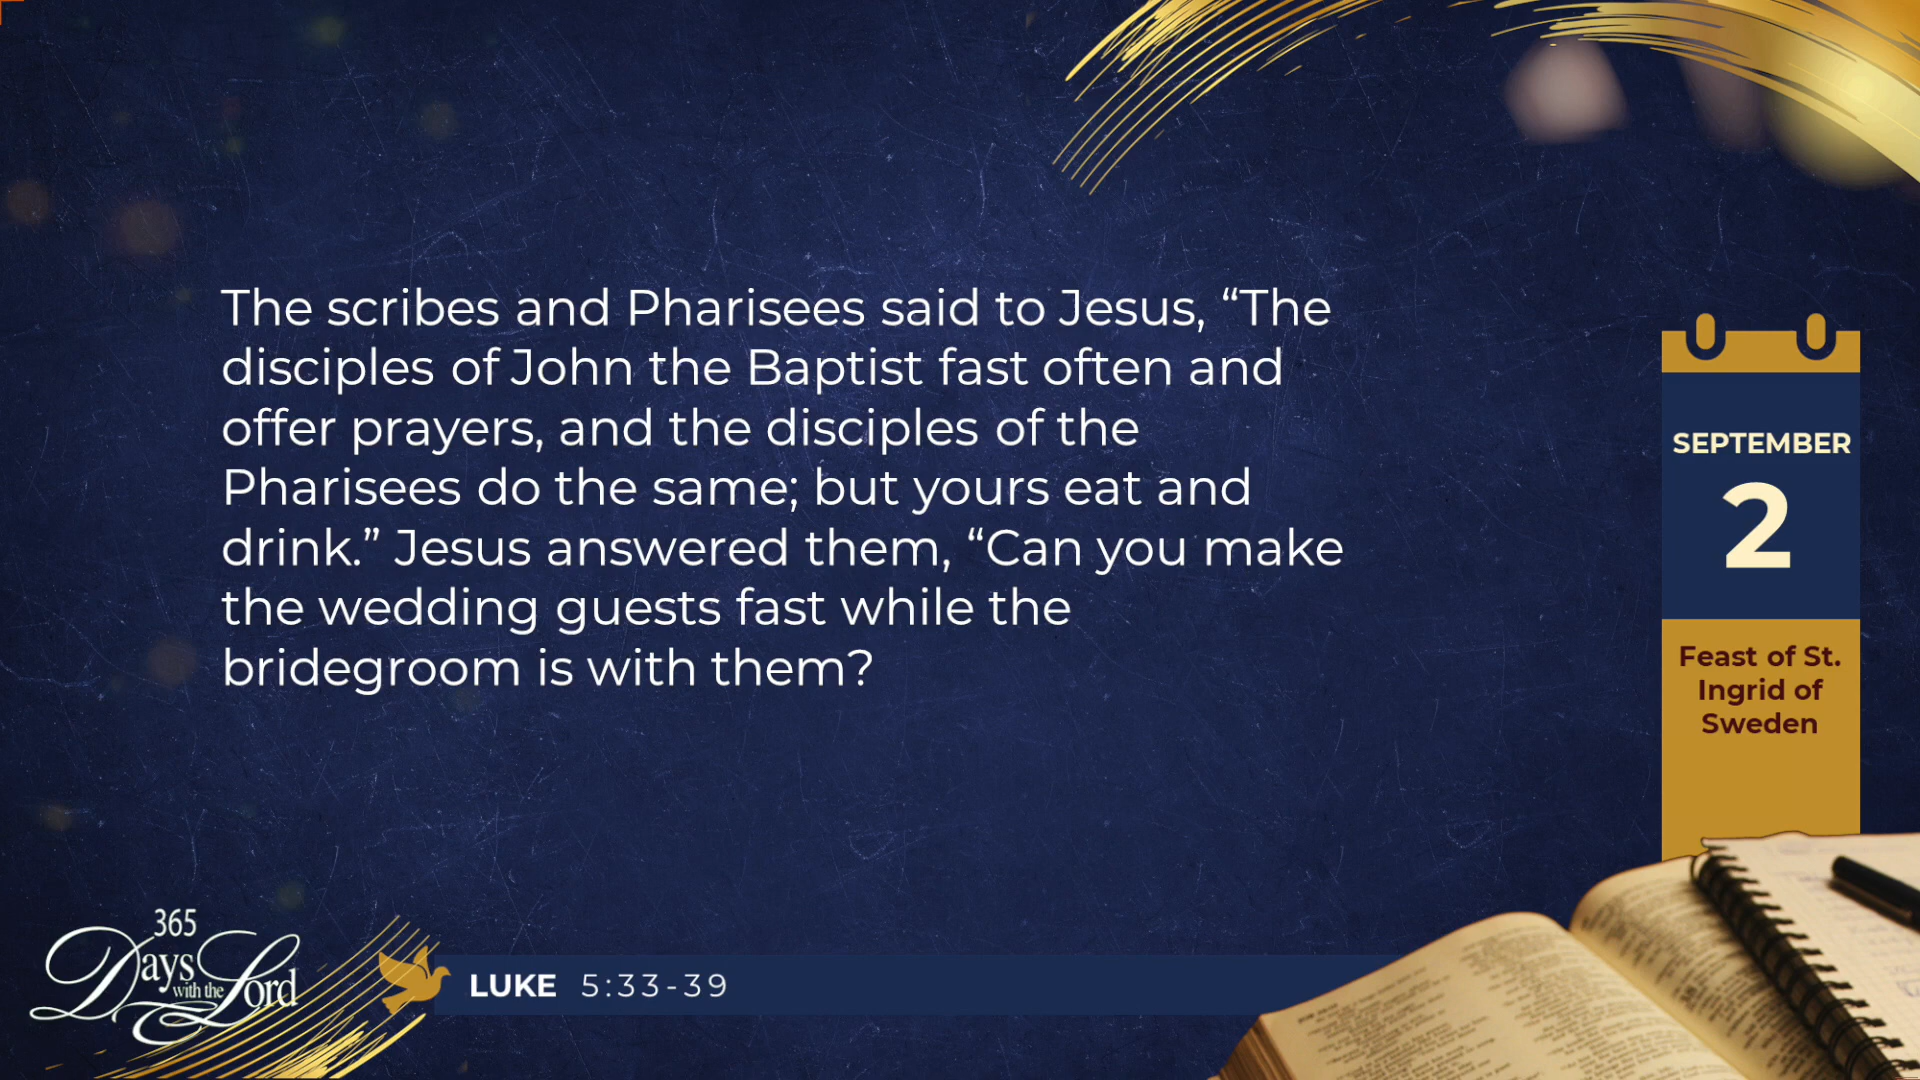 The scribes and Pharisees said to Jesus, “The
disciples of John the Baptist fast often and
offer prayers, and the disciples of the
Pharisees do the same; but yours eat and
drink.” Jesus answered them, “Can you make
the wedding guests fast while the
bridegroom is with them?
SEPTEMBER
2
Feast of St.
Ingrid of
Sweden
365
Days
with the Lord
LUKE 5:33-39